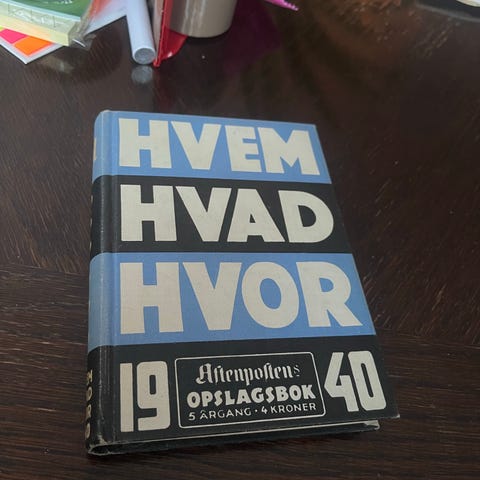 HVEM
HVAD
HVOR
19 40
Aftenpostens
OPSLAGSBOK
5 ÅRGANG · 4 KRONER